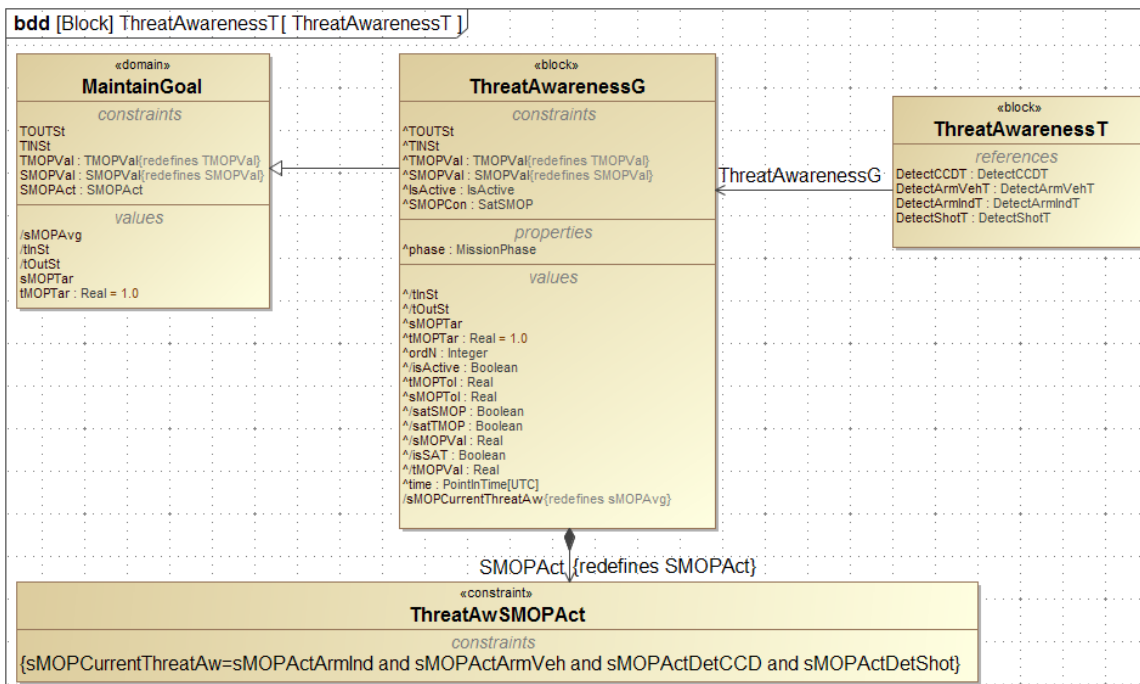 bdd [Block] ThreatAwarenessT[ ThreatAwarenessT ]
«domain»
MaintainGoal
constraints
TOUTSt
TINSt
TMOPVal : TMOPVal{redefines TMOPVal}
SMOPVal : SMOPVal{redefines SMOPVal}
SMOPAct : SMOPAct
values
/sMOPAvg
/tInSt
/tOutSt
sMOPTar
tMOPTar : Real = 1.0
«block»
ThreatAwarenessG
constraints
^TOUTSt
^TINSt
^TMOPVal : TMOPVal{redefines TMOPVal}
^SMOPVal : SMOPVal{redefines SMOPVal}
^IsActive : IsActive
^SMOPCon : SatSMOP
properties
^phase : MissionPhase
values
^/tInSt
^/tOutSt
^sMOPTar
^tMOPTar : Real = 1.0
^ordN : Integer
^/isActive : Boolean
^tMOPTol : Real
^sMOPTol : Real
^/satSMOP : Boolean
^/satTMOP : Boolean
^/sMOPVal : Real
^/isSAT : Boolean
^/tMOPVal : Real
^time : PointInTime[UTC]
/sMOPCurrentThreatAw{redefines sMOPAvg}
ThreatAwarenessG
«block»
ThreatAwarenessT
references
DetectCCDT : DetectCCDT
DetectArmVehT : DetectArmVehT
DetectArmIndT : DetectArmIndT
DetectShotT : DetectShotT
SMOPAct {redefines SMOPAct}
«constraint»
ThreatAwSMOPAct
constraints
{sMOPCurrentThreatAw=sMOPActArmInd and sMOPActArmVeh and sMOPActDetCCD and sMOPActDetShot}